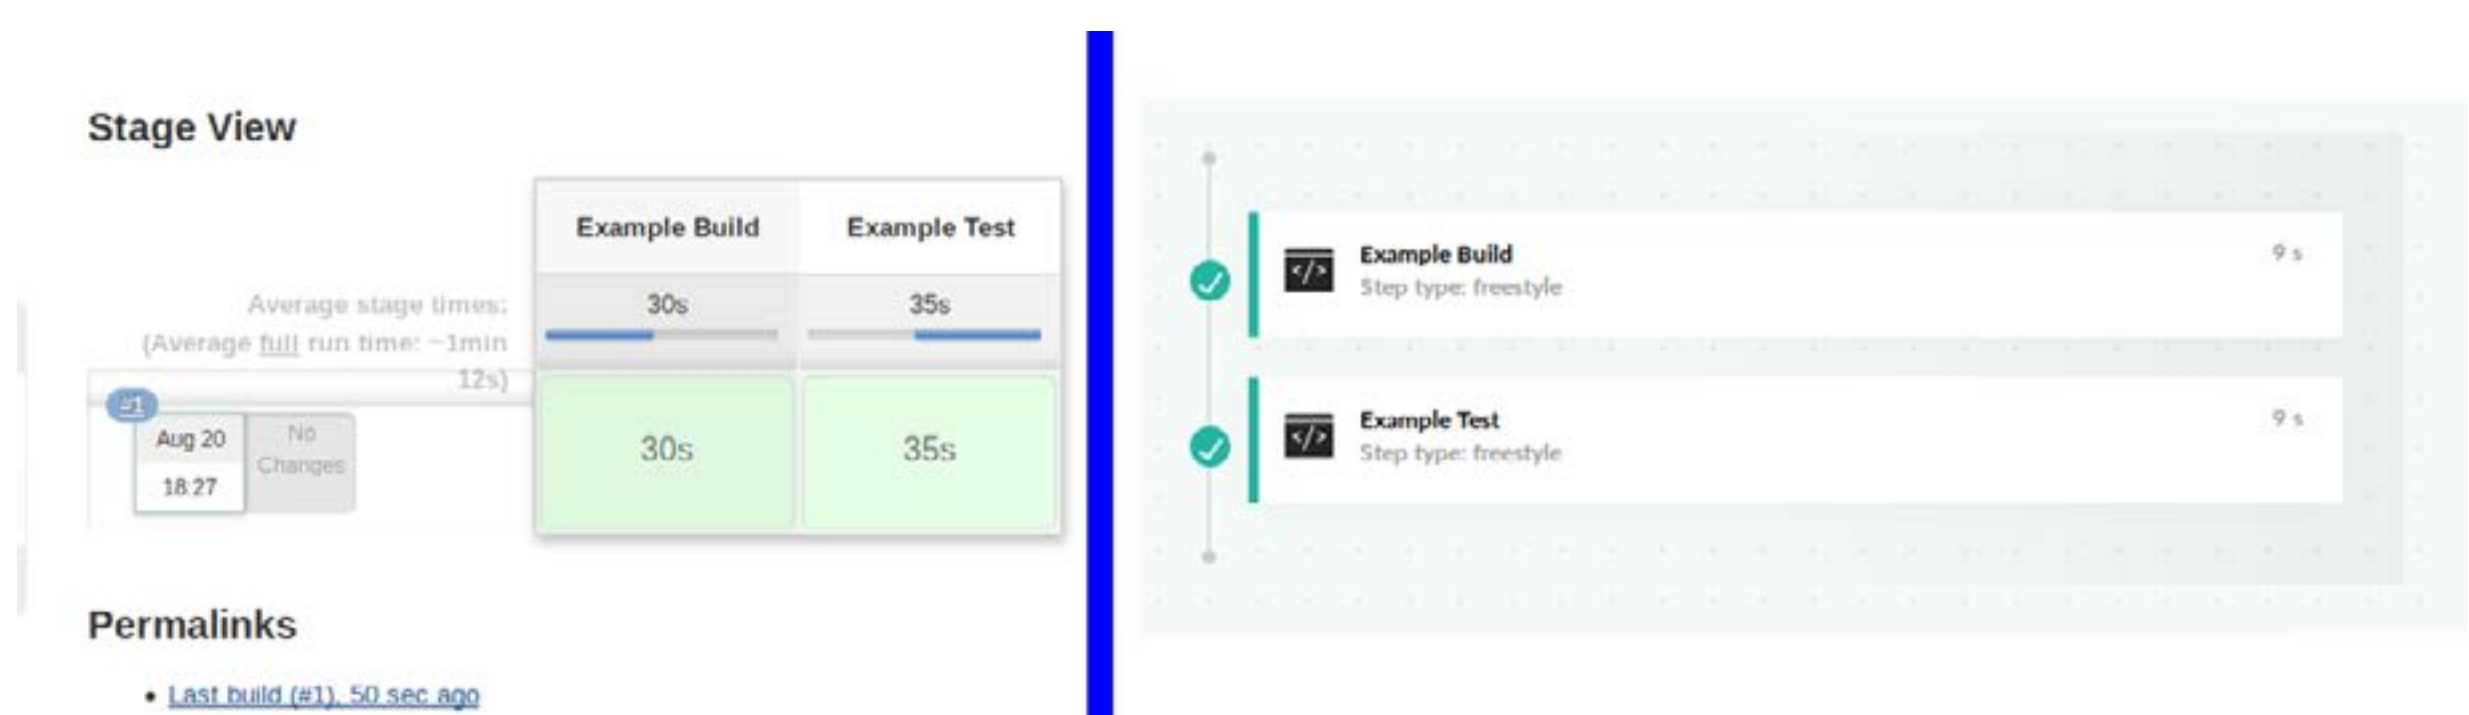 Stage View
Example Build
Example Test
Average stage times:
30s
35s
(Average full run time: ~1min
12s)
#1
Aug 20
No
Changes
18:27
30s
35s
Permalinks
Last build (#1), 50 sec ago
</>
Example Build
9 s
Step type: freestyle
</>
Example Test
9 s
Step type: freestyle